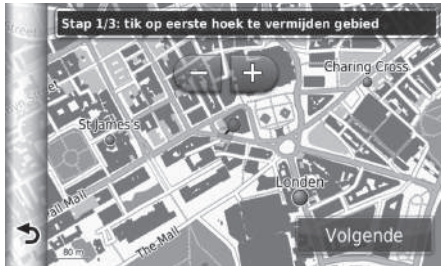 Stap 1/3: tik op eerste hoek te vermijden gebied
Street
− +
Charing Cross
St James's
Londen
all Mall
The Mall
80 m
Volgende